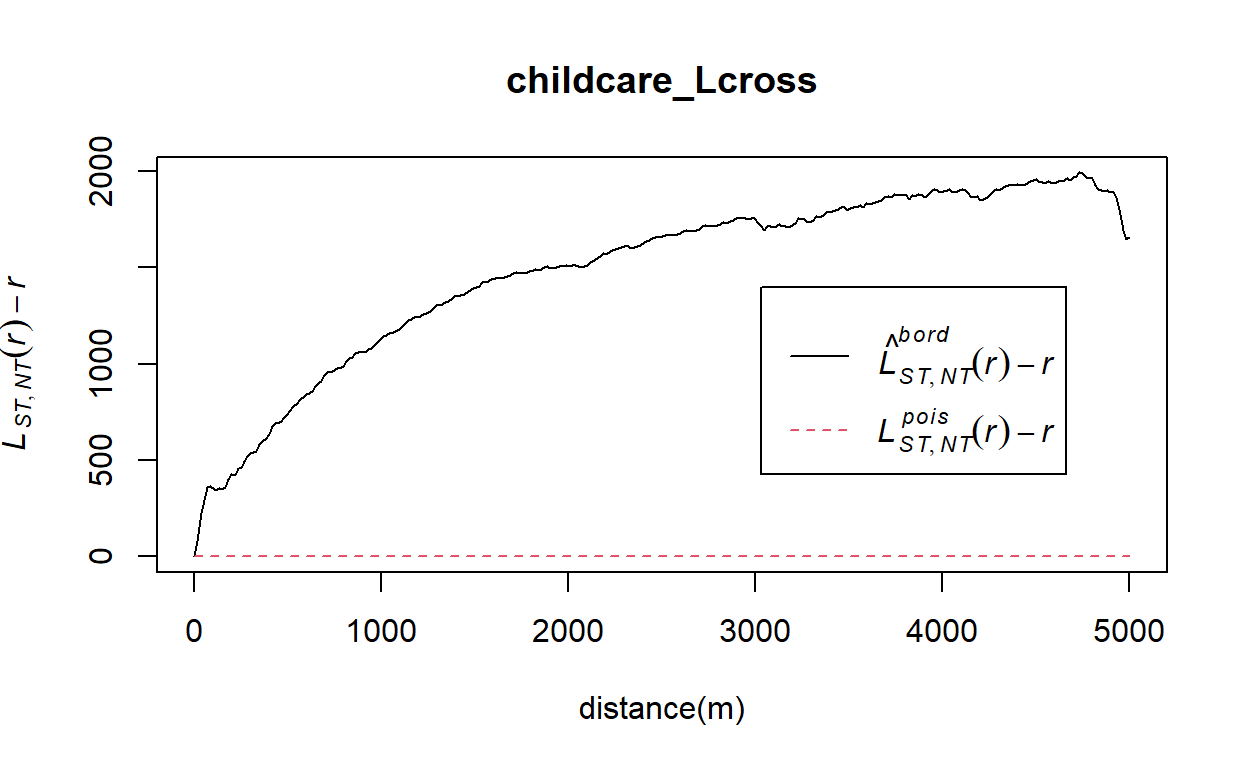 childcare_Lcross
2000
1000
500
0
L_{ST, NT}(r) − r
\hat{L}^{bord}_{ST, NT}(r) − r
L^{pois}_{ST, NT}(r) − r
0 1000 2000 3000 4000 5000
distance(m)